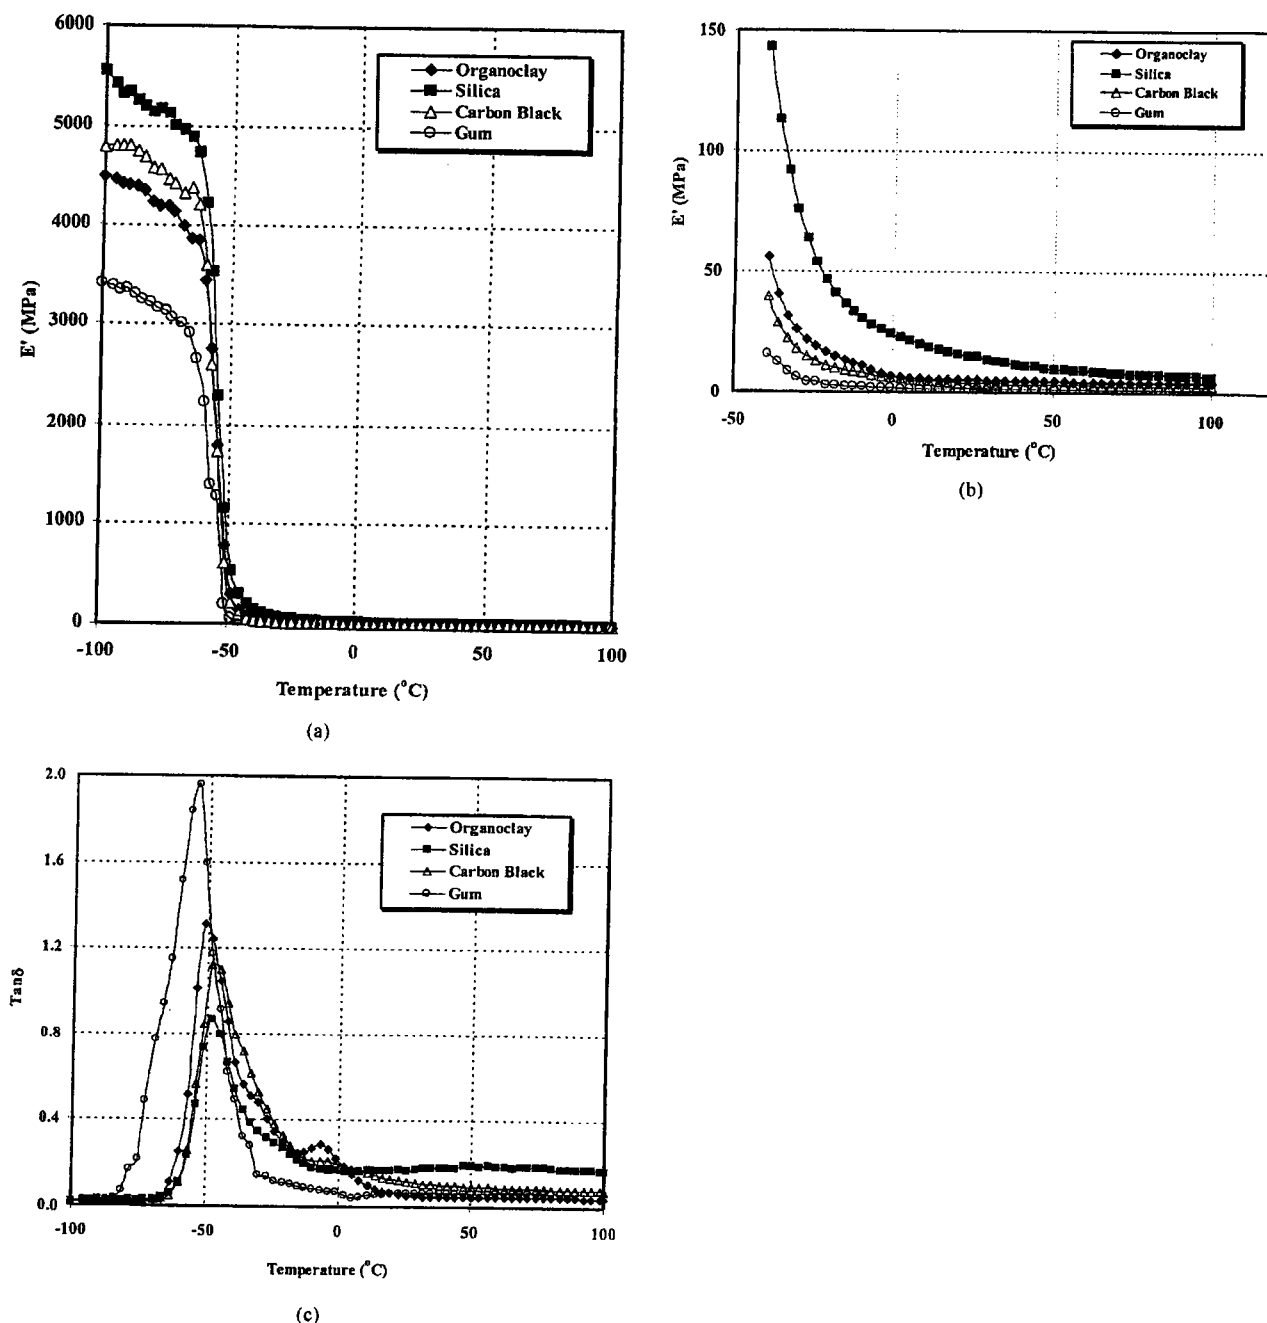 6000
5000
4000
3000
2000
1000
0
E' (MPa)
Organoclay
Silica
Carbon Black
Gum
-100
-50
0
50
100
Temperature (°C)
(a)
150
100
50
0
E' (MPa)
Organoclay
Silica
Carbon Black
Gum
-50
0
50
100
Temperature (°C)
(b)
2.0
1.6
1.2
0.8
0.4
0.0
Tanδ
Organoclay
Silica
Carbon Black
Gum
-100
-50
0
50
100
Temperature (°C)
(c)